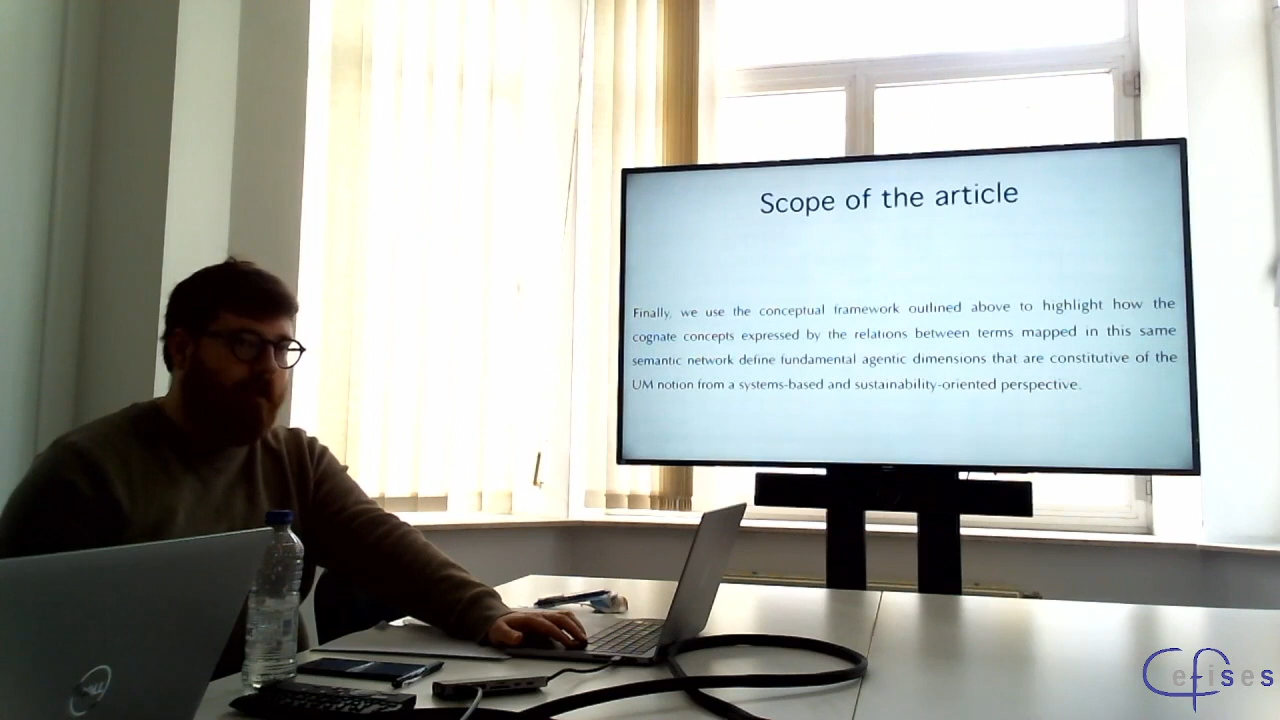 Scope of the article
Finally, we use the conceptual framework outlined above to highlight how the
cognate concepts expressed by the relations between terms mapped in this same
semantic network define fundamental agentic dimensions that are constitutive of the
UM notion from a systems-based and sustainability-oriented perspective.
DELL
Cefises